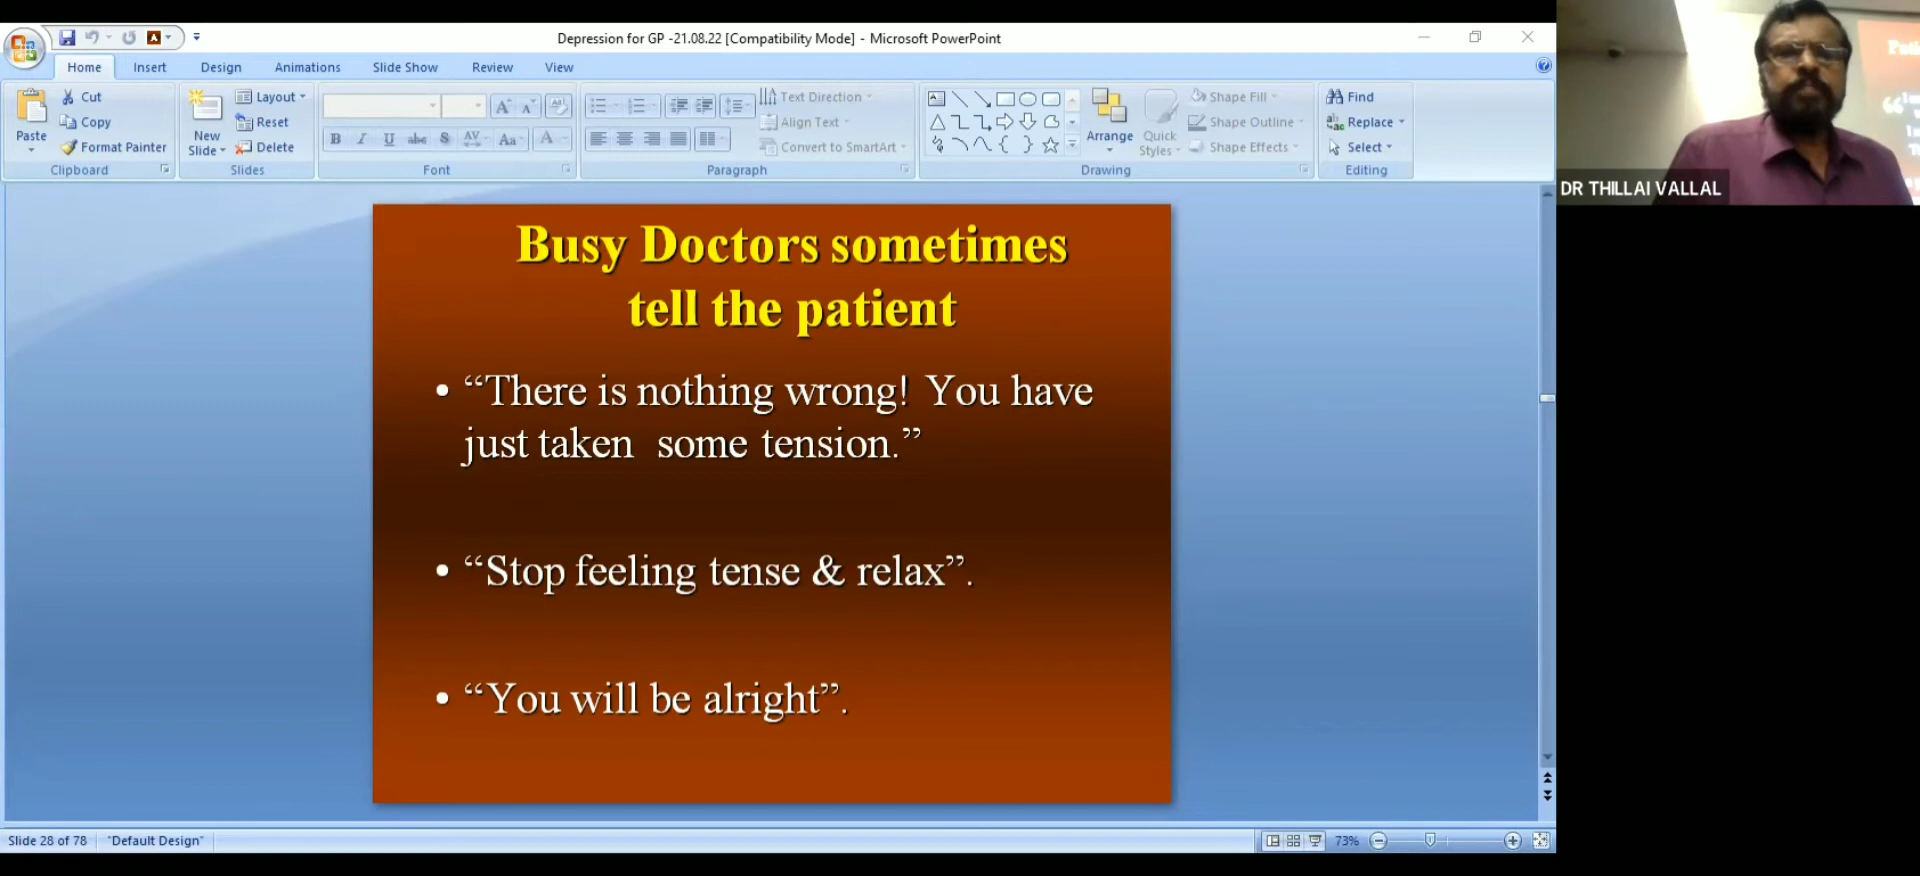 Depression for GP -21.08.22 [Compatibility Mode] - Microsoft PowerPoint
Home Insert Design Animations Slide Show Review View
Paste
Cut
Copy
Format Painter
Clipboard
New Slide
Layout
Reset
Delete
Slides
Font
Text Direction
Align Text
Convert to SmartArt
Paragraph
Arrange
Quick Styles
Shape Fill
Shape Outline
Shape Effects
Drawing
Find
Replace
Select
Editing
DR THILLAI VALLAL
Busy Doctors sometimes
tell the patient
• “There is nothing wrong! You have
just taken some tension.”
• “Stop feeling tense & relax”.
• “You will be alright”.
Slide 28 of 78 "Default Design" 73%